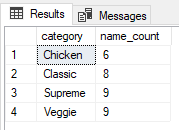 Results Messages
category name_count
1 Chicken 6
2 Classic 8
3 Supreme 9
4 Veggie 9